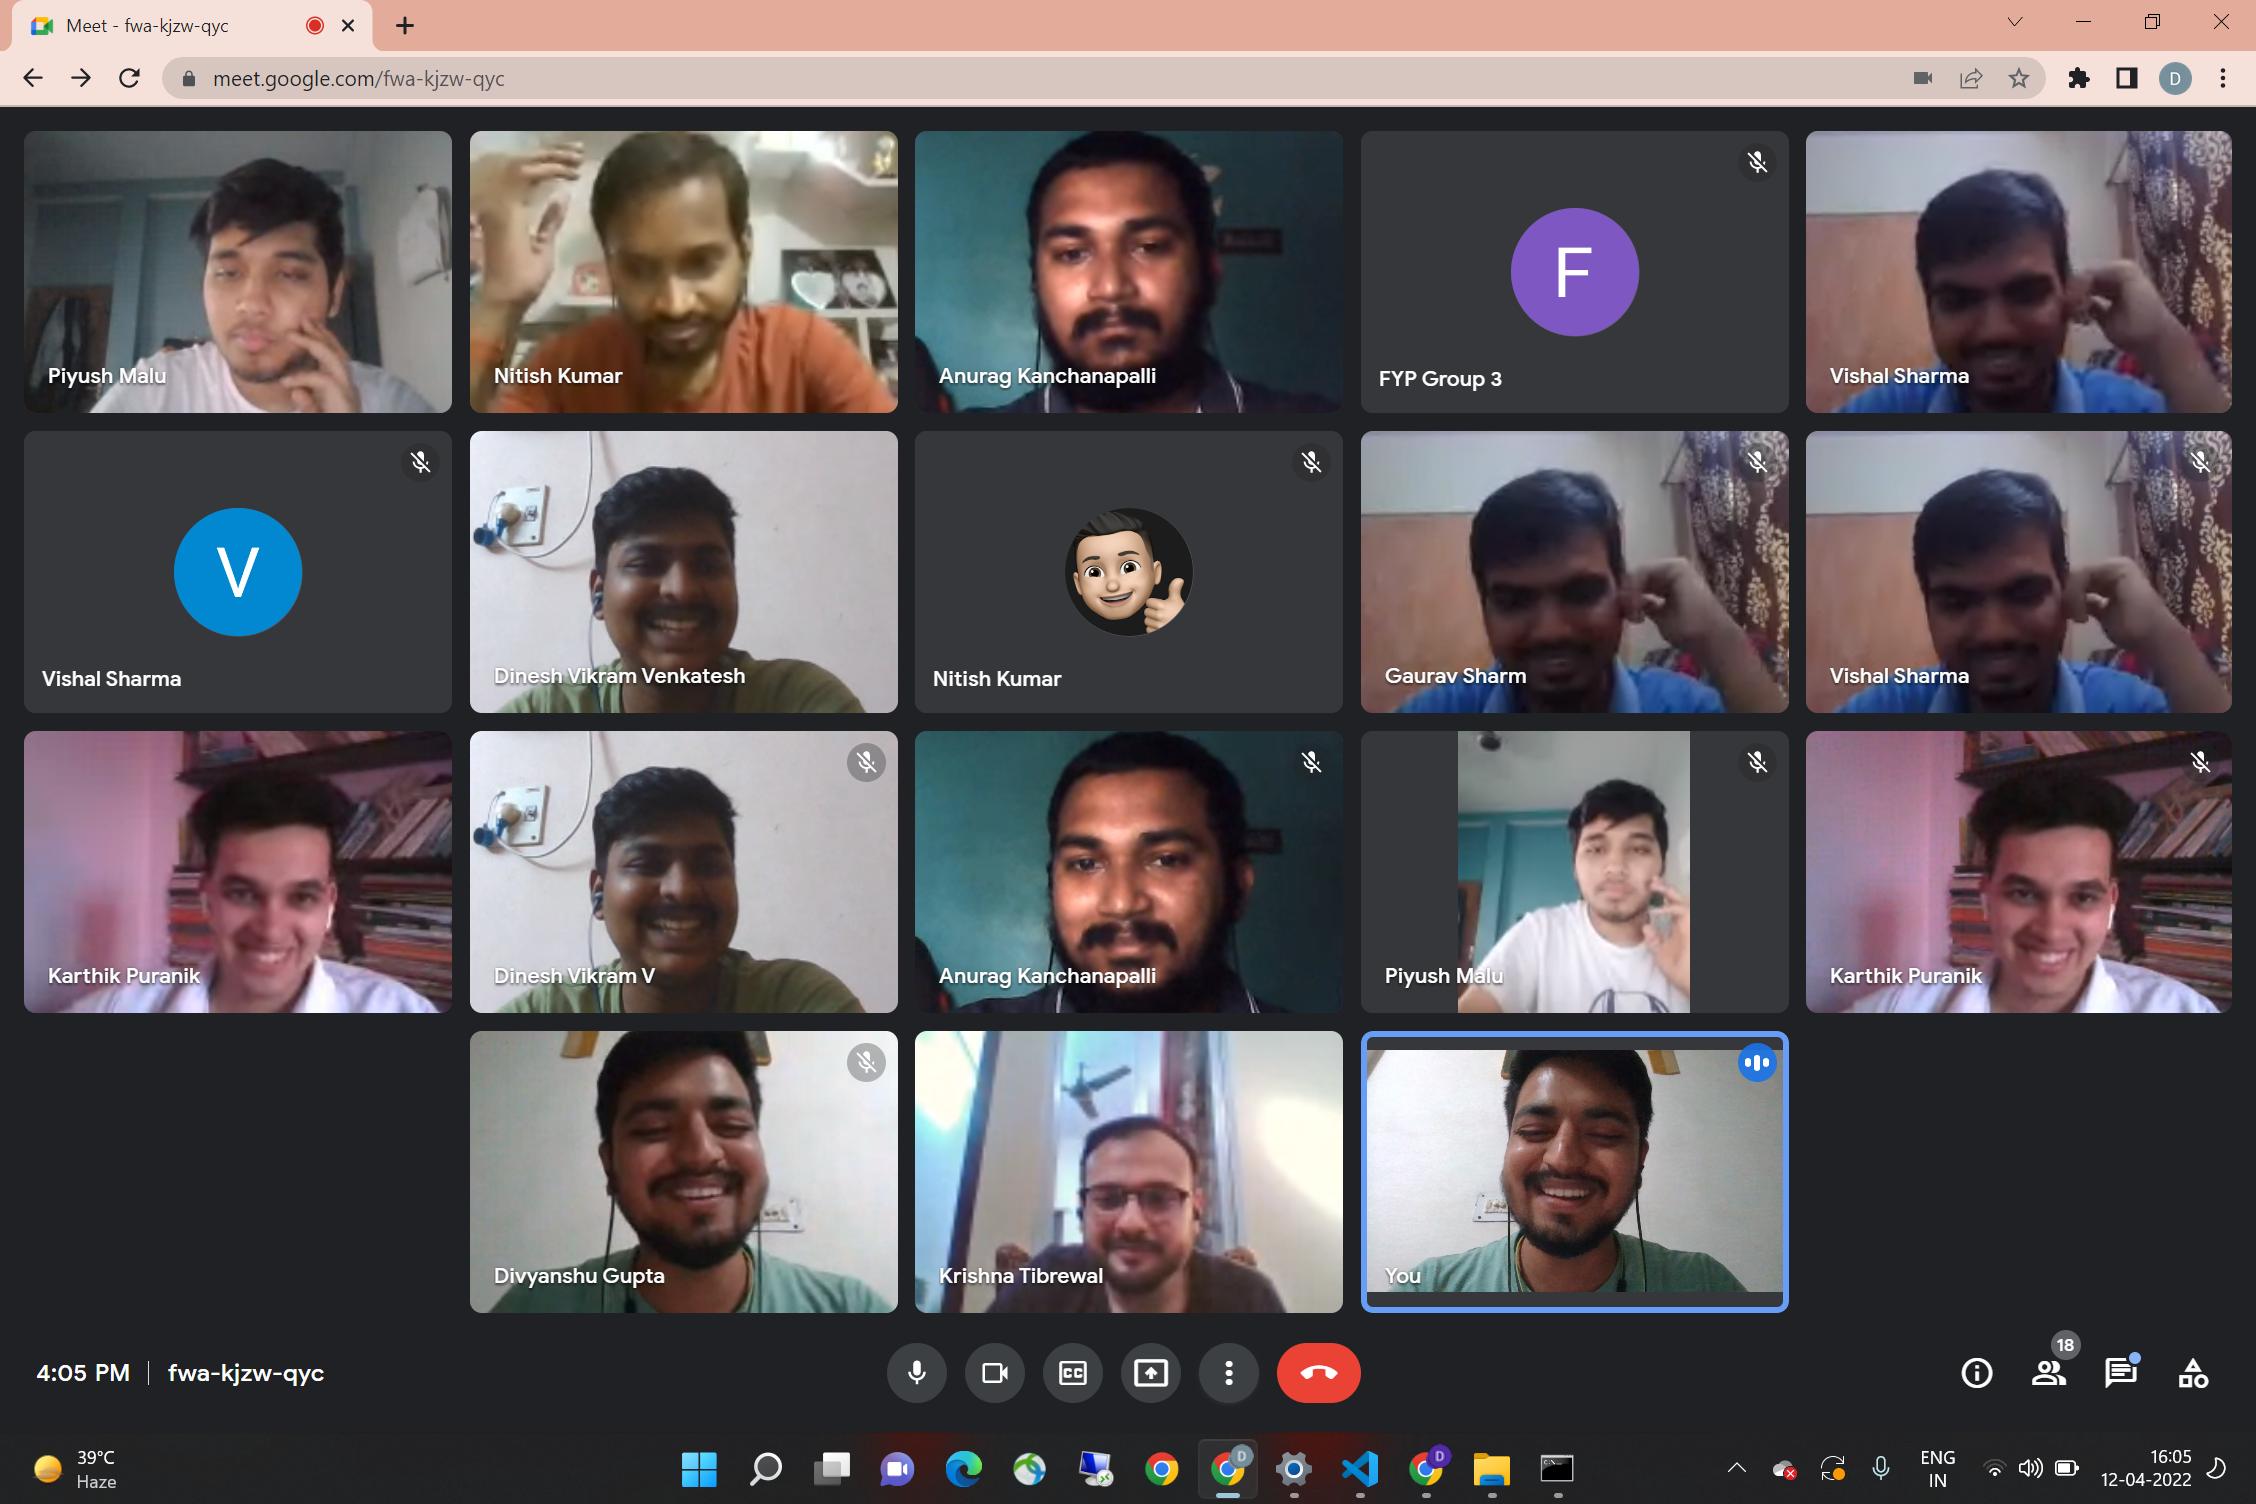 Meet - fwa-kjzw-qyc
meet.google.com/fwa-kjzw-qyc
D
Piyush Malu
Nitish Kumar
Anurag Kanchanapalli
F
FYP Group 3
Vishal Sharma
V
Vishal Sharma
Dinesh Vikram Venkatesh
Nitish Kumar
Gaurav Sharm
Vishal Sharma
Karthik Puranik
Dinesh Vikram V
Anurag Kanchanapalli
Piyush Malu
Karthik Puranik
Divyanshu Gupta
Krishna Tibrewal
You
4:05 PM | fwa-kjzw-qyc
CC
18
39°C
Haze
D
D
ENG
IN
16:05
12-04-2022